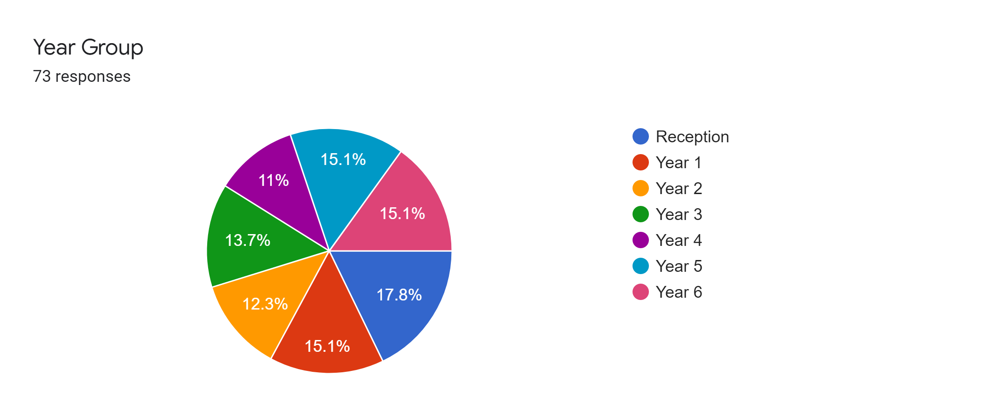 Year Group
73 responses
15.1%
11%
15.1%
13.7%
17.8%
12.3%
15.1%
Reception
Year 1
Year 2
Year 3
Year 4
Year 5
Year 6